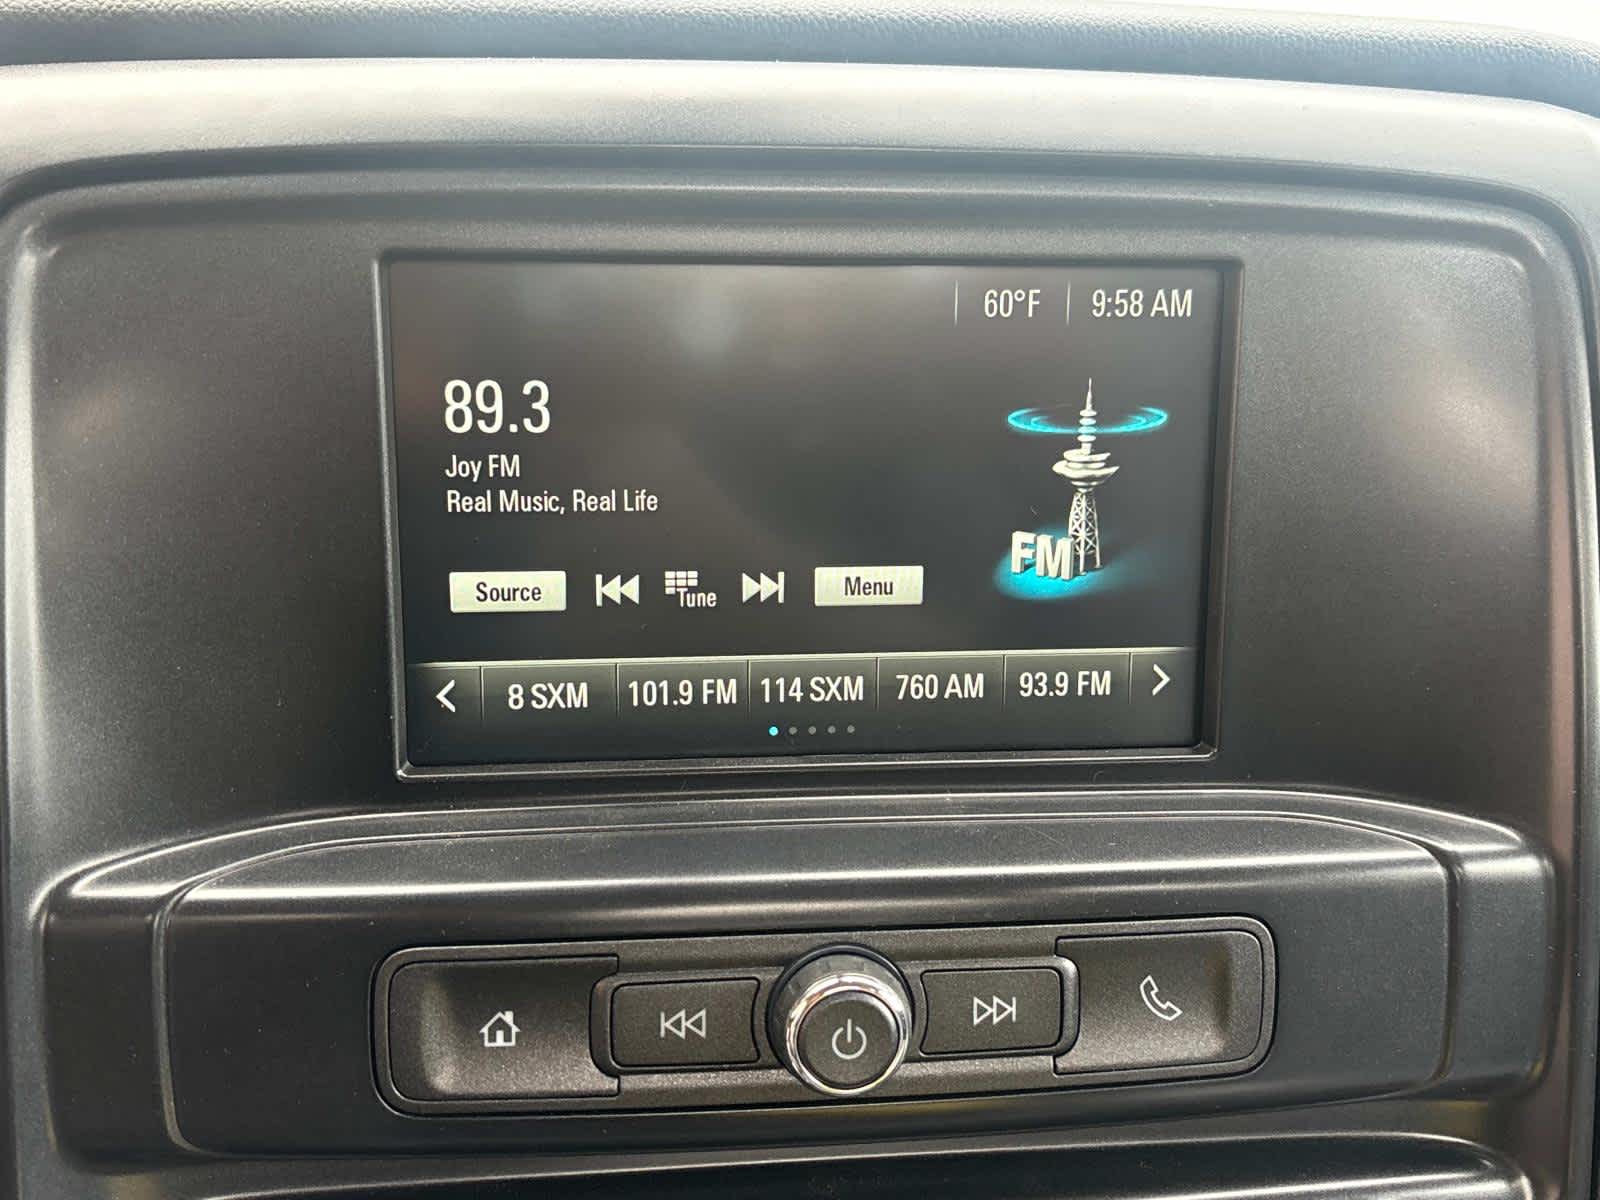 60°F 9:58 AM
89.3
Joy FM
Real Music, Real Life
FM
Source Tune Menu
8 SXM 101.9 FM 114 SXM 760 AM 93.9 FM